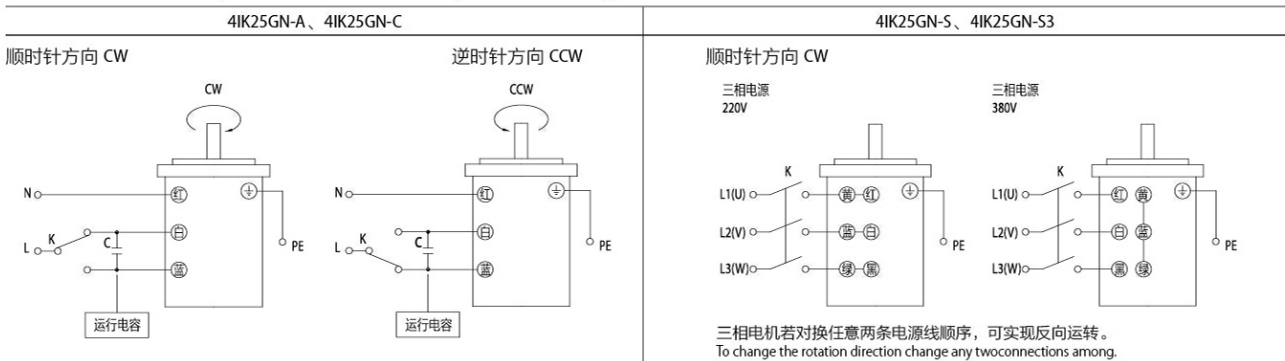 4IK25GN-A、4IK25GN-C
顺时针方向 CW
逆时针方向 CCW
CW
N
红
白
L
K
C
蓝
PE
运行电容
CCW
N
红
白
L
K
C
蓝
PE
运行电容
4IK25GN-S、4IK25GN-S3
顺时针方向 CW
三相电源
220V
K
L1(U)
黄
红
L2(V)
蓝
白
L3(W)
绿
黑
PE
三相电源
380V
K
L1(U)
红
黄
L2(V)
白
蓝
L3(W)
黑
绿
PE
三相电机若对换任意两条电源线顺序，可实现反向运转。
To change the rotation direction change any twoconnections among.